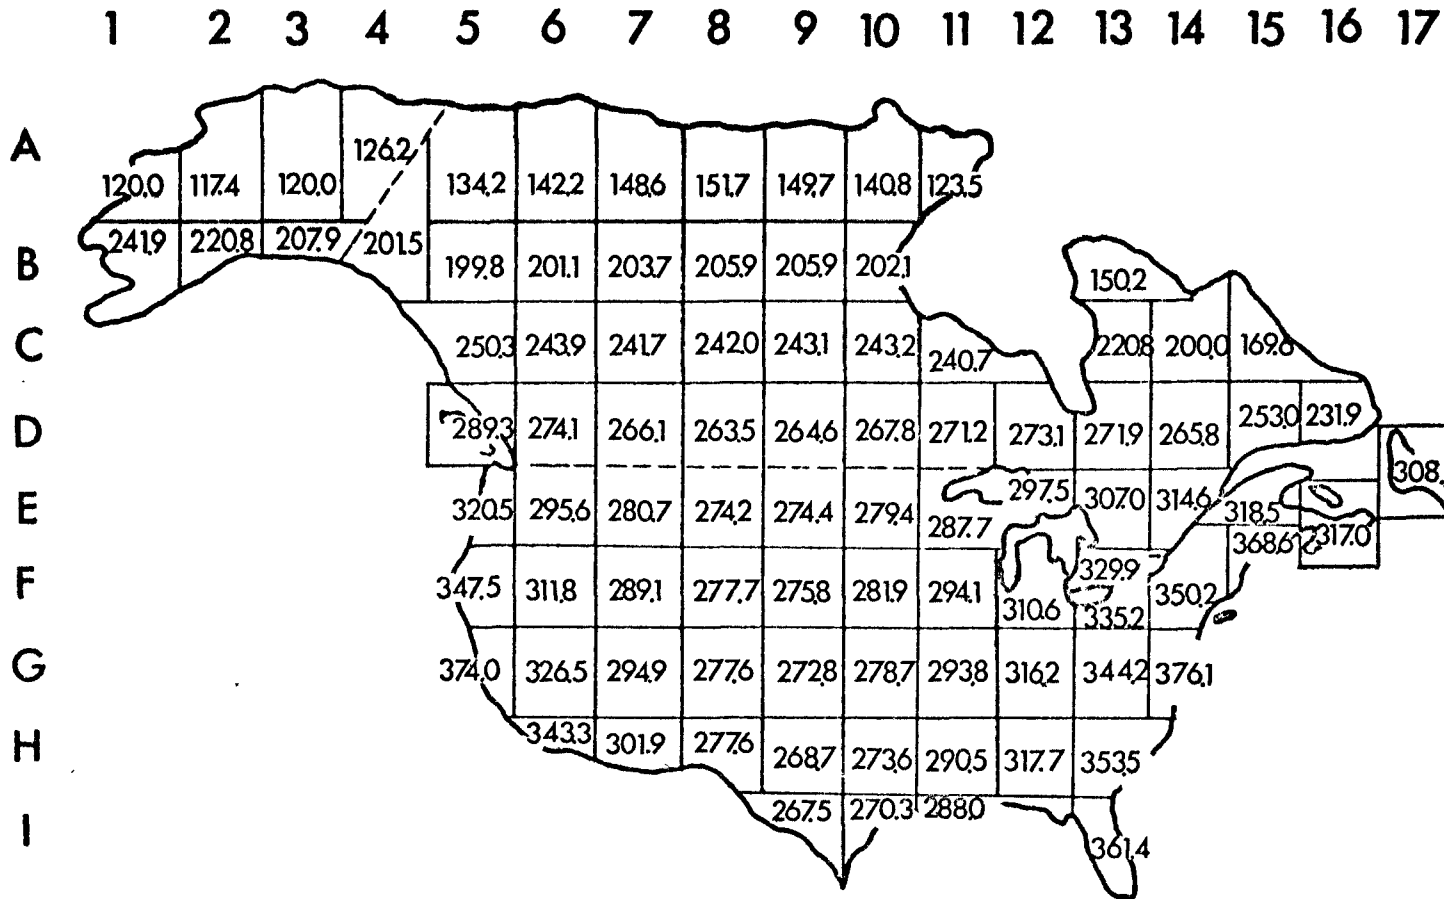 1 2 3 4 5 6 7 8 9 10 11 12 13 14 15 16 17
A 120.0 117.4 120.0 126.2 134.2 142.2 148.6 151.7 149.7 140.8 123.5
B 241.9 220.8 207.9 201.5 199.8 201.1 203.7 205.9 205.9 202.1 150.2
C 250.3 243.9 241.7 242.0 243.1 243.2 240.7 220.8 200.0 169.6
D 289.3 274.1 266.1 263.5 264.6 267.8 271.2 273.1 271.9 265.8 253.0 231.9
308.
E 320.5 295.6 280.7 274.2 274.4 279.4 287.7 297.5 307.0 314.6 318.5 317.0
368.6
F 347.5 311.8 289.1 277.7 275.8 281.9 294.1 310.6 329.9 350.2
335.2
G 374.0 326.5 294.9 277.6 272.8 278.7 293.8 316.2 344.2 376.1
H 343.3 301.9 277.6 268.7 273.6 290.5 317.7 353.5
I 267.5 270.3 288.0 361.4